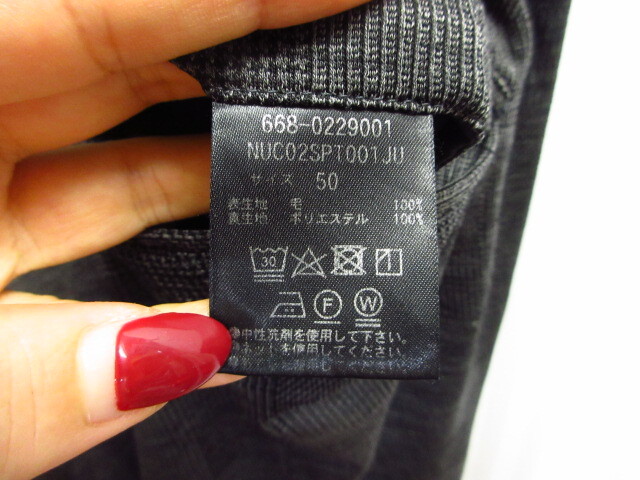 668-0229001
NUC02SPT001JU
サイズ 50
表生地 毛 100%
裏生地 ポリエステル 100%
30
F W
中性洗剤を使用して下さい。
ネットを使用してください。